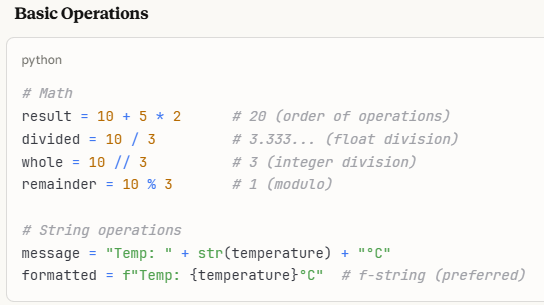 Basic Operations
python
# Math
result = 10 + 5 * 2      # 20 (order of operations)
divided = 10 / 3         # 3.333... (float division)
whole = 10 // 3          # 3 (integer division)
remainder = 10 % 3       # 1 (modulo)
# String operations
message = "Temp: " + str(temperature) + "°C"
formatted = f"Temp: {temperature}°C"  # f-string (preferred)